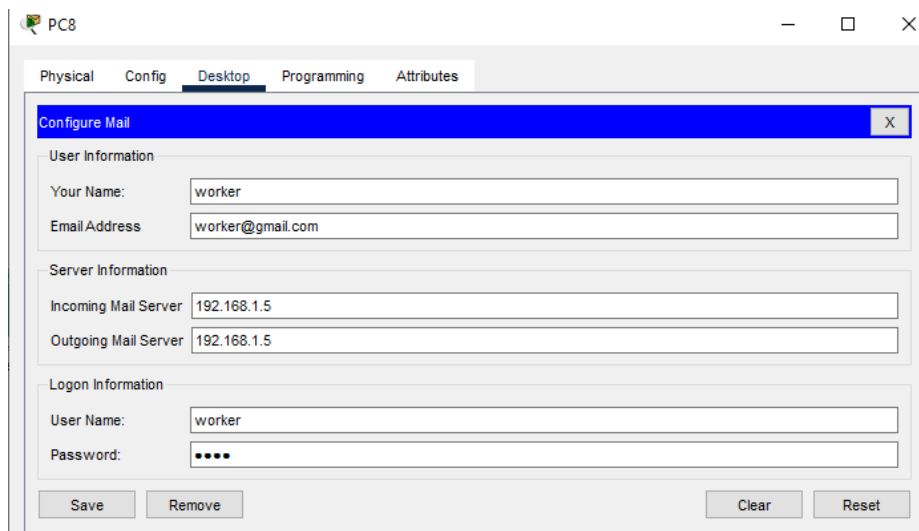 PC8
Physical Config Desktop Programming Attributes
Configure Mail X
User Information
Your Name: worker
Email Address worker@gmail.com
Server Information
Incoming Mail Server 192.168.1.5
Outgoing Mail Server 192.168.1.5
Logon Information
User Name: worker
Password: ••••
Save Remove Clear Reset